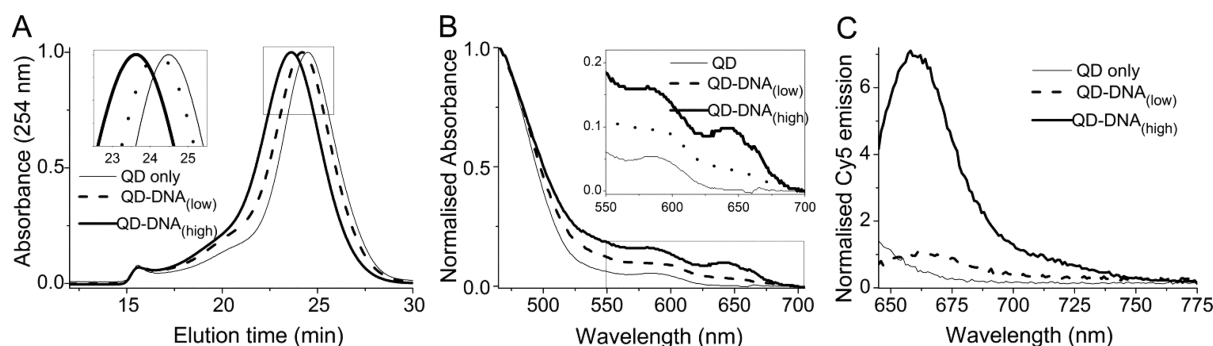 A
Absorbance (254 nm)
1.0
0.5
0.0
23 24 25
QD only
QD-DNA(low)
QD-DNA(high)
15 20 25 30
Elution time (min)
B
Normalised Absorbance
1.0
0.5
0.0
0.2
0.1
0.0
550 600 650 700
QD
QD-DNA(low)
QD-DNA(high)
500 550 600 650 700
Wavelength (nm)
C
Normalised Cy5 emission
6
4
2
0
QD only
QD-DNA(low)
QD-DNA(high)
650 675 700 725 750 775
Wavelength (nm)